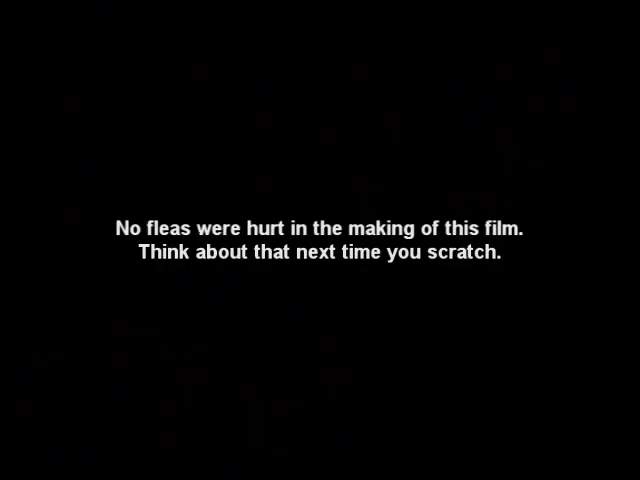 No fleas were hurt in the making of this film.
Think about that next time you scratch.